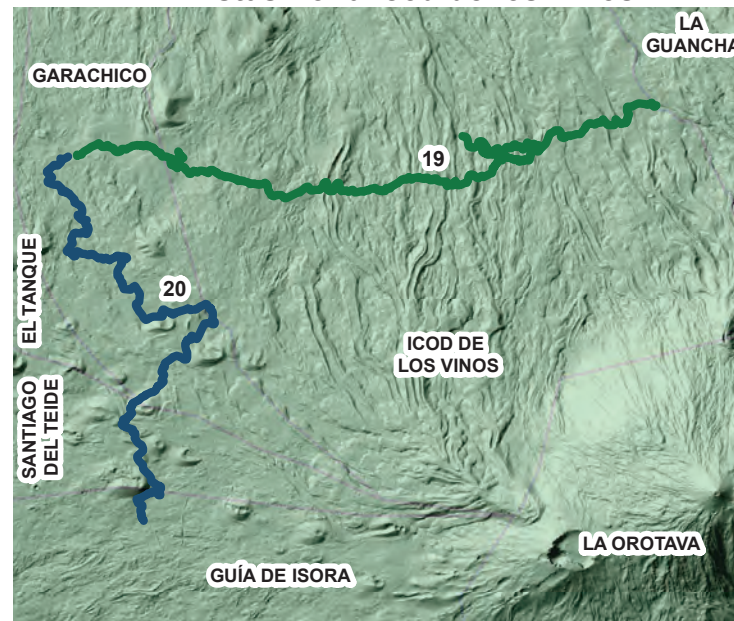 LA
GUANCHA
GARACHICO
19
EL TANQUE
20
ICOD DE
LOS VINOS
SANTIAGO
DEL TEIDE
LA OROTAVA
GUÍA DE ISORA